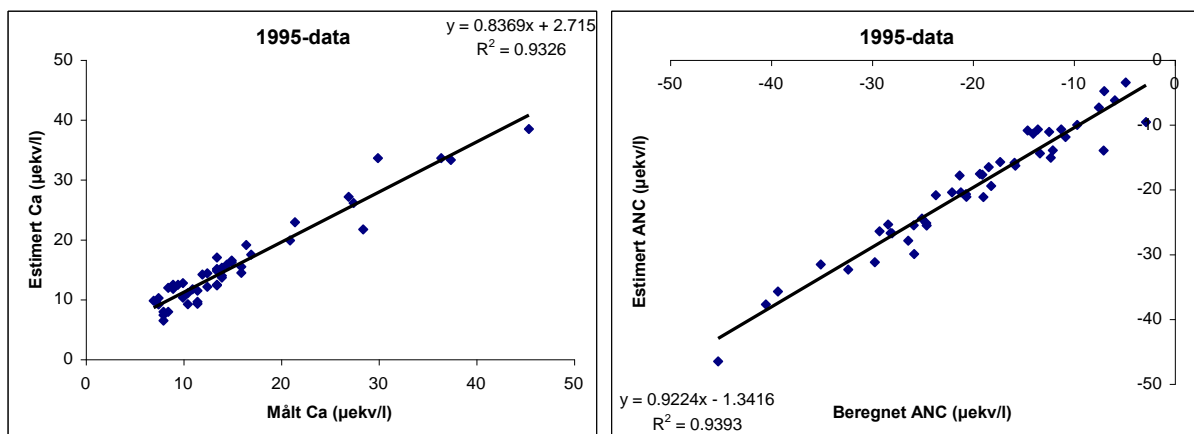 y = 0.8369x + 2.715
R² = 0.9326
1995-data
50
40
30
20
10
0
0 10 20 30 40 50
Estimert Ca (µekv/l)
Målt Ca (µekv/l)
1995-data
-50 -40 -30 -20 -10 0
0
-10
-20
-30
-40
-50
Estimert ANC (µekv/l)
y = 0.9224x - 1.3416
R² = 0.9393
Beregnet ANC (µekv/l)